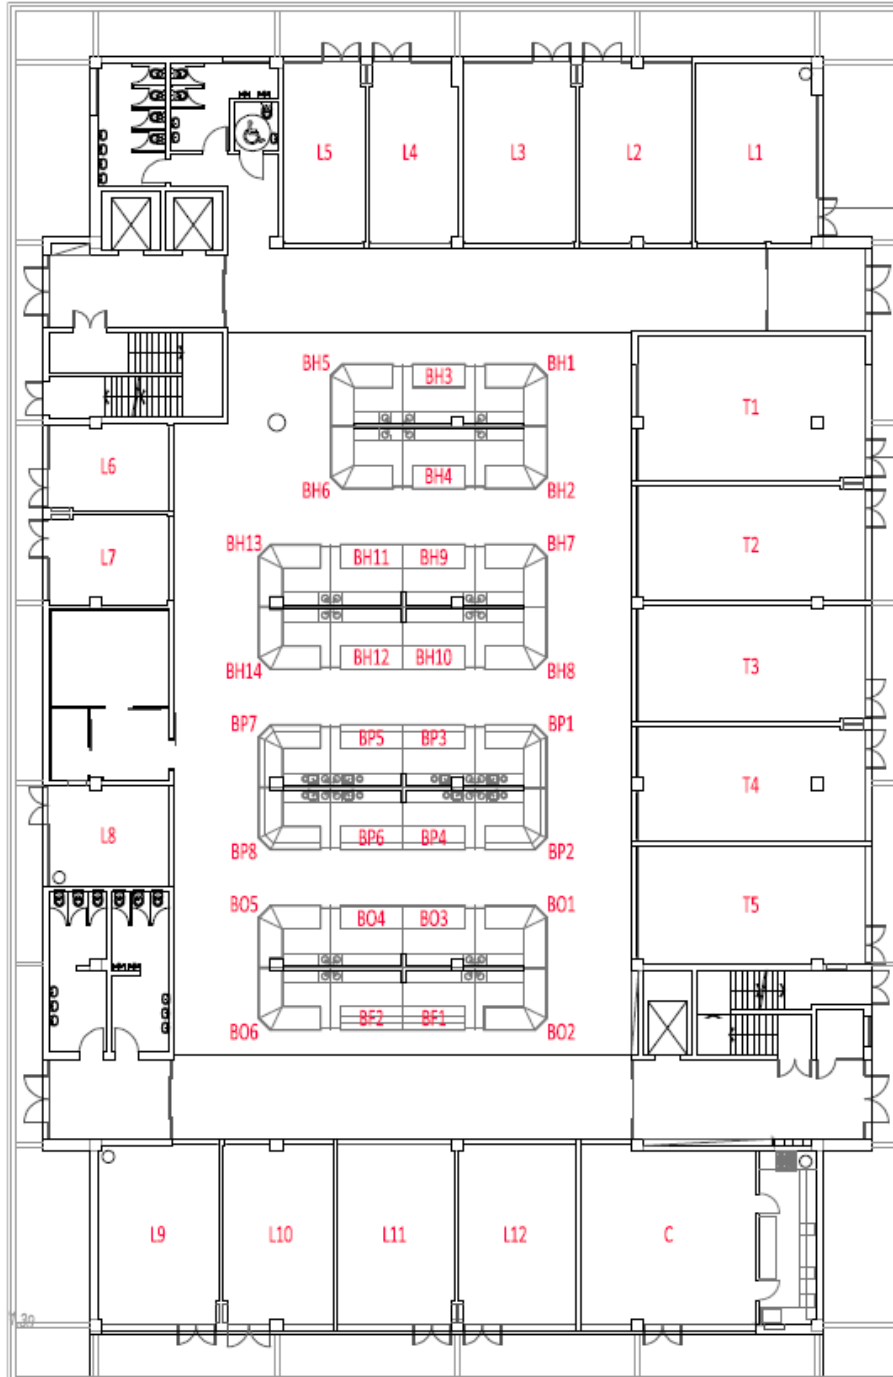 L5 L4 L3 L2 L1
BH5 BH3 BH1
T1
L6
BH6 BH4 BH2
L7
BH13 BH11 BH9 BH7
T2
BH14 BH12 BH10 BH8
T3
BP7 BP5 BP3 BP1
T4
L8
BP8 BP6 BP4 BP2
BO5 BO4 BO3 BO1
T5
BO6 BF2 BF1 BO2
L9 L10 L11 L12 C